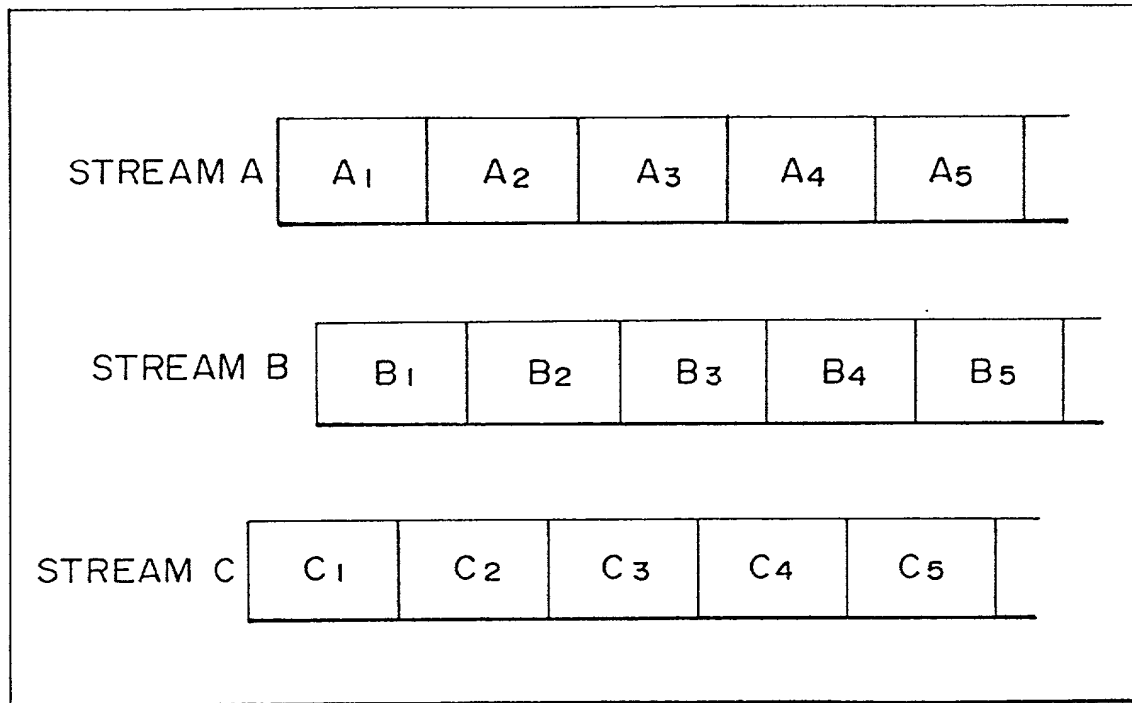 STREAM A A1 A2 A3 A4 A5
STREAM B B1 B2 B3 B4 B5
STREAM C C1 C2 C3 C4 C5